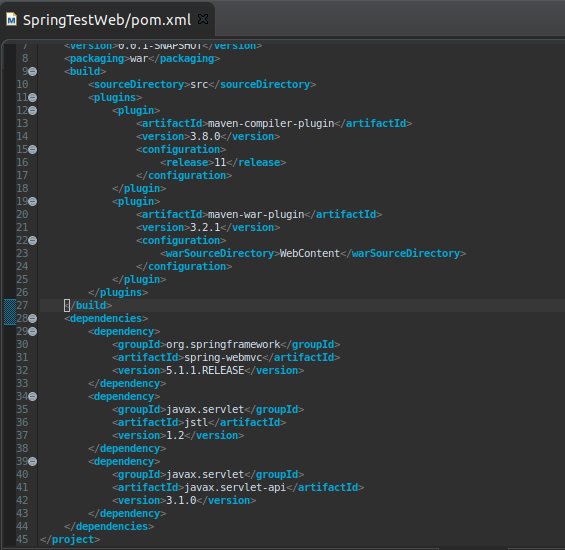 SpringTestWeb/pom.xml
7 <version>0.0.1-SNAPSHOT</version>
8 <packaging>war</packaging>
9 <build>
10 <sourceDirectory>src</sourceDirectory>
11 <plugins>
12 <plugin>
13 <artifactId>maven-compiler-plugin</artifactId>
14 <version>3.8.0</version>
15 <configuration>
16 <release>11</release>
17 </configuration>
18 </plugin>
19 <plugin>
20 <artifactId>maven-war-plugin</artifactId>
21 <version>3.2.1</version>
22 <configuration>
23 <warSourceDirectory>WebContent</warSourceDirectory>
24 </configuration>
25 </plugin>
26 </plugins>
27 </build>
28 <dependencies>
29 <dependency>
30 <groupId>org.springframework</groupId>
31 <artifactId>spring-webmvc</artifactId>
32 <version>5.1.1.RELEASE</version>
33 </dependency>
34 <dependency>
35 <groupId>javax.servlet</groupId>
36 <artifactId>jstl</artifactId>
37 <version>1.2</version>
38 </dependency>
39 <dependency>
40 <groupId>javax.servlet</groupId>
41 <artifactId>javax.servlet-api</artifactId>
42 <version>3.1.0</version>
43 </dependency>
44 </dependencies>
45 </project>